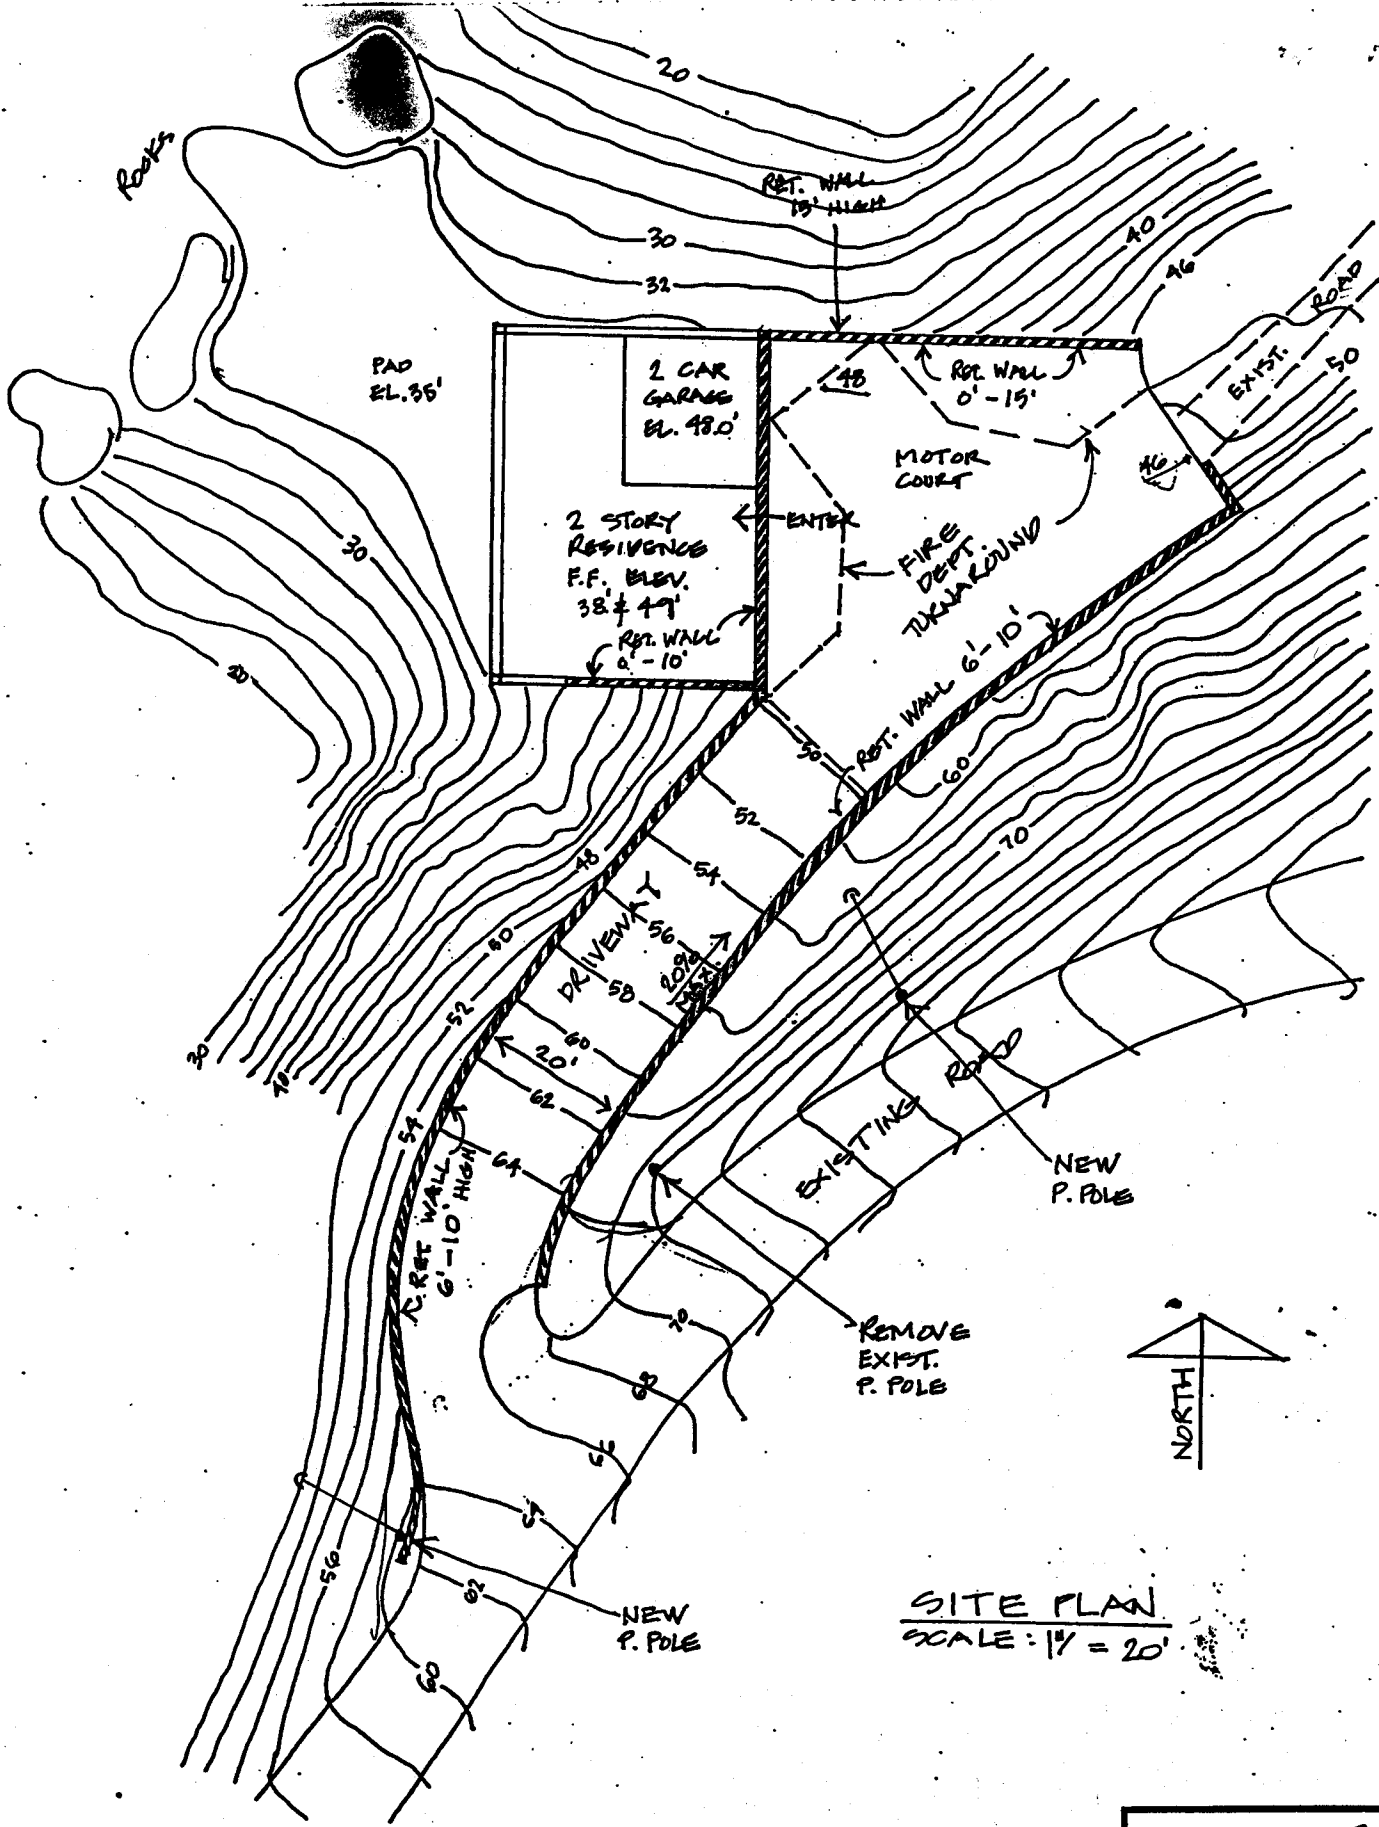 20
ROCKS
RET. WALL
15' HIGH
30
32
40
46
ROAD
EXIST.
50
PAD
EL. 35'
2 CAR
GARAGE
EL. 48.0'
48
RET. WALL
0'-15'
MOTOR
COURT
46
ENTER
2 STORY
RESIDENCE
F.F. ELEV.
38' & 49'
RET. WALL
0'-10'
FIRE
DEPT.
TURNAROUND
30
20
RET. WALL 6'-10'
50
60
52
70
54
48
DRIVEWAY
56
20%
MAX.
50
58
52
60
20'
62
30
40
54
64
RET. WALL
6'-10' HIGH
EXISTING ROAD
NEW
P. POLE
70
REMOVE
EXIST.
P. POLE
68
66
64
NORTH
56
62
NEW
P. POLE
60
SITE PLAN
SCALE: 1" = 20'